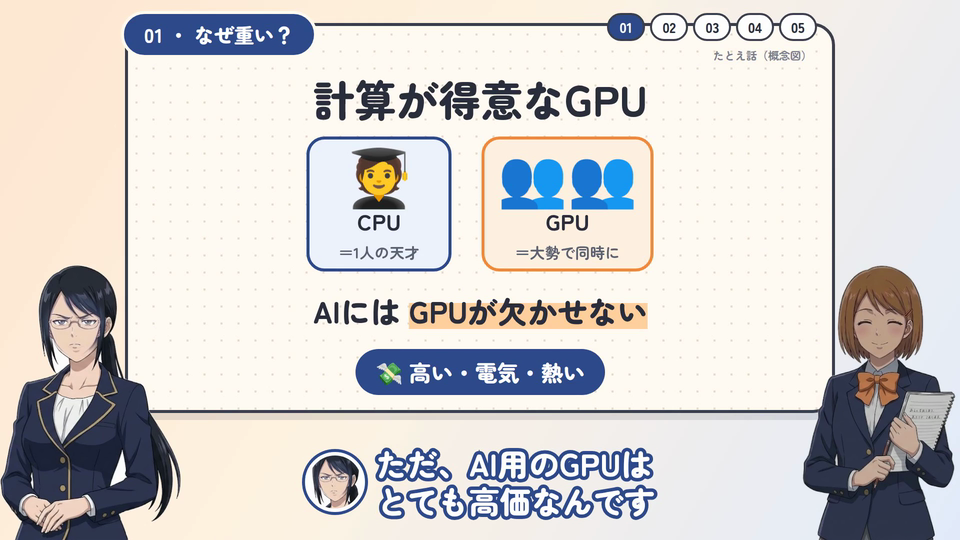 01 ・ なぜ重い？
01 02 03 04 05
たとえ話（概念図）
計算が得意なGPU
CPU
＝1人の天才
GPU
＝大勢で同時に
AIには GPUが欠かせない
💸 高い・電気・熱い
ただ、AI用のGPUは
とても高価なんです